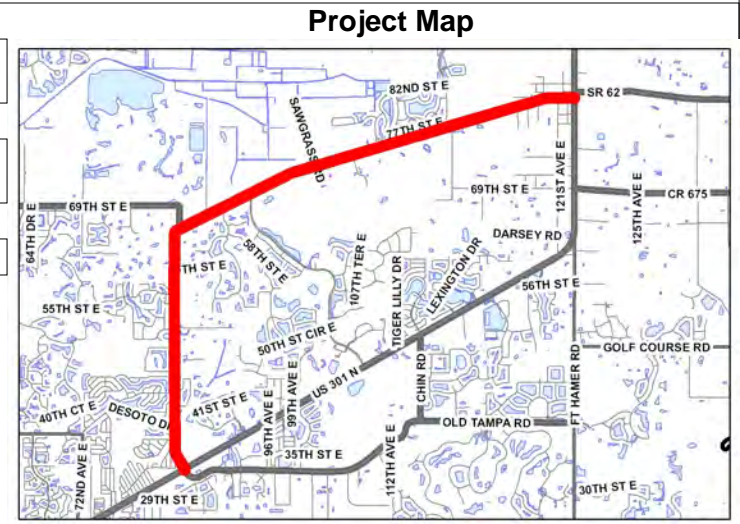 Project Map
82ND ST E
SR 62
SAWGRASS RD
77TH ST E
69TH ST E
121ST AVE E
CR 675
125TH AVE E
69TH ST E
64TH DR E
DARSEY RD
58TH ST E
107TH TER E
TIGER LILLY DR
LEXINGTON DR
56TH ST E
TH ST E
55TH ST E
50TH ST CIR E
US 301 N
CHIN RD
FT HAMER RD
GOLF COURSE RD
40TH CT E
DESOTO D
41ST ST E
96TH AVE E
99TH AVE E
OLD TAMPA RD
72ND AVE E
35TH ST E
112TH AVE E
29TH ST E
30TH ST E